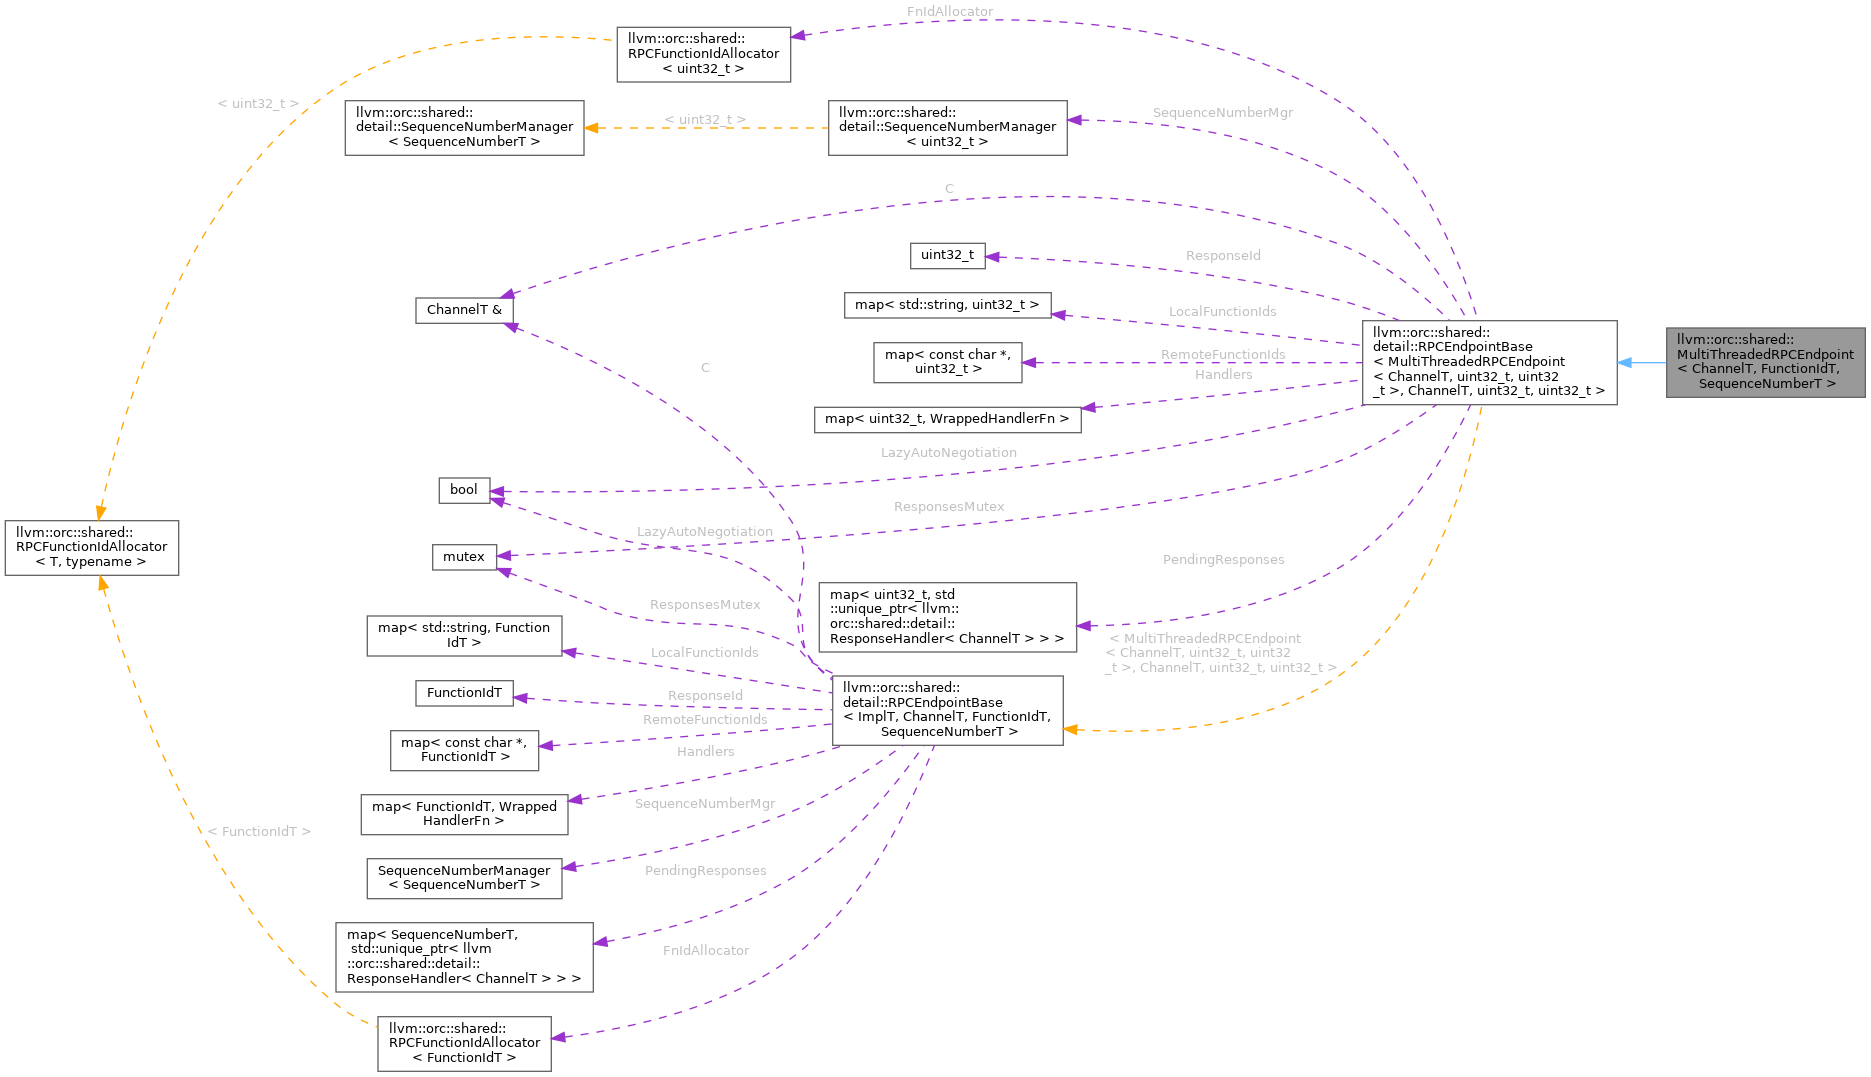 FnIdAllocator
llvm::orc::shared::
RPCFunctionIdAllocator
< uint32_t >
< uint32_t >
llvm::orc::shared::
detail::SequenceNumberManager
< SequenceNumberT >
< uint32_t >
llvm::orc::shared::
detail::SequenceNumberManager
< uint32_t >
SequenceNumberMgr
C
uint32_t
ResponseId
ChannelT &
map< std::string, uint32_t >
LocalFunctionIds
map< const char *,
uint32_t >
RemoteFunctionIds
Handlers
map< uint32_t, WrappedHandlerFn >
llvm::orc::shared::
detail::RPCEndpointBase
< MultiThreadedRPCEndpoint
< ChannelT, uint32_t, uint32
_t >, ChannelT, uint32_t, uint32_t >
llvm::orc::shared::
MultiThreadedRPCEndpoint
< ChannelT, FunctionIdT,
SequenceNumberT >
C
LazyAutoNegotiation
bool
ResponsesMutex
LazyAutoNegotiation
mutex
llvm::orc::shared::
RPCFunctionIdAllocator
< T, typename >
PendingResponses
map< uint32_t, std
::unique_ptr< llvm::
orc::shared::detail::
ResponseHandler< ChannelT > > >
ResponsesMutex
map< std::string, Function
IdT >
LocalFunctionIds
< MultiThreadedRPCEndpoint
< ChannelT, uint32_t, uint32
_t >, ChannelT, uint32_t, uint32_t >
FunctionIdT
ResponseId
llvm::orc::shared::
detail::RPCEndpointBase
< ImplT, ChannelT, FunctionIdT,
SequenceNumberT >
RemoteFunctionIds
map< const char *,
FunctionIdT >
Handlers
map< FunctionIdT, Wrapped
HandlerFn >
SequenceNumberMgr
< FunctionIdT >
SequenceNumberManager
< SequenceNumberT >
PendingResponses
map< SequenceNumberT,
std::unique_ptr< llvm
::orc::shared::detail::
ResponseHandler< ChannelT > > >
FnIdAllocator
llvm::orc::shared::
RPCFunctionIdAllocator
< FunctionIdT >